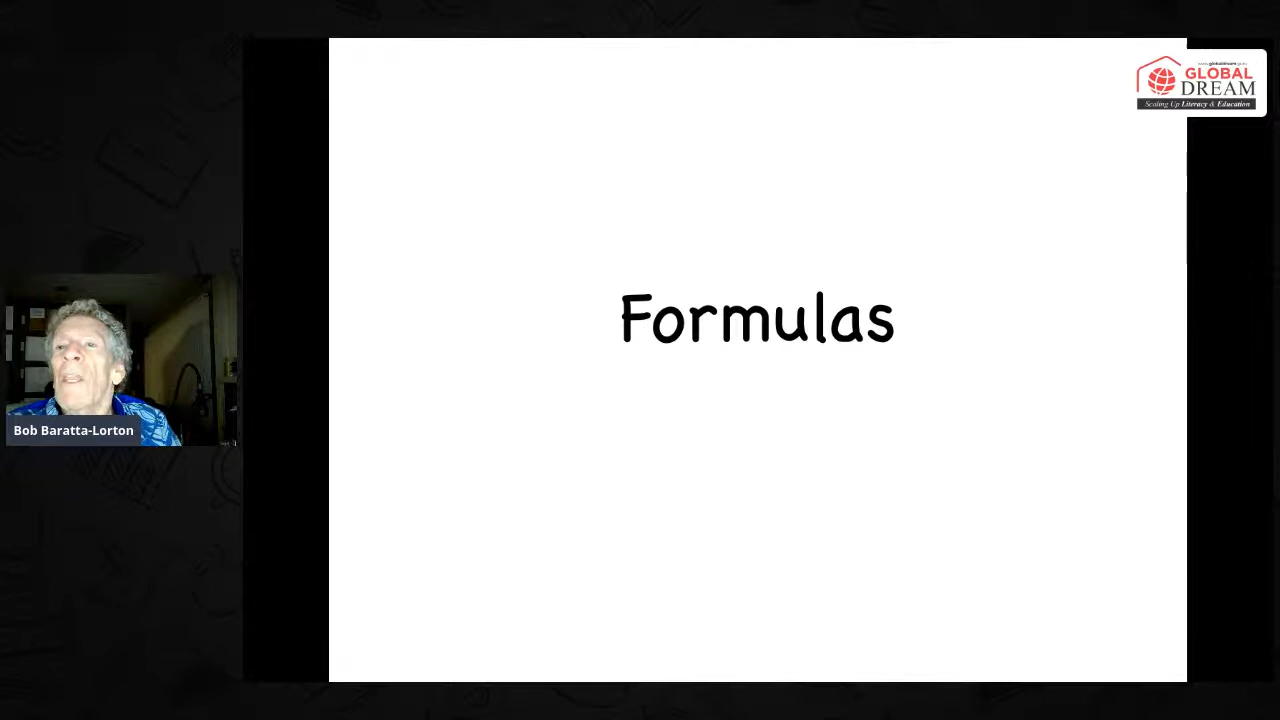 Formulas
GLOBAL
DREAM
Scaling Up Literacy & Education
Bob Baratta-Lorton